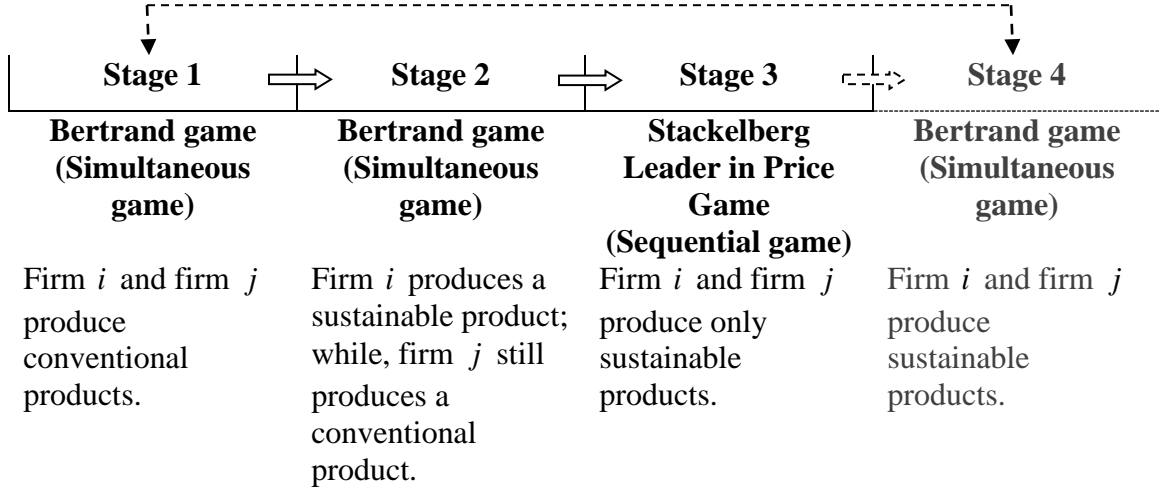 Stage 1
Stage 2
Stage 3
Stage 4
Bertrand game
(Simultaneous
game)
Bertrand game
(Simultaneous
game)
Stackelberg
Leader in Price
Game
(Sequential game)
Bertrand game
(Simultaneous
game)
Firm i and firm j
produce
conventional
products.
Firm i produces a
sustainable product;
while, firm j still
produces a
conventional
product.
Firm i and firm j
produce only
sustainable
products.
Firm i and firm j
produce
sustainable
products.